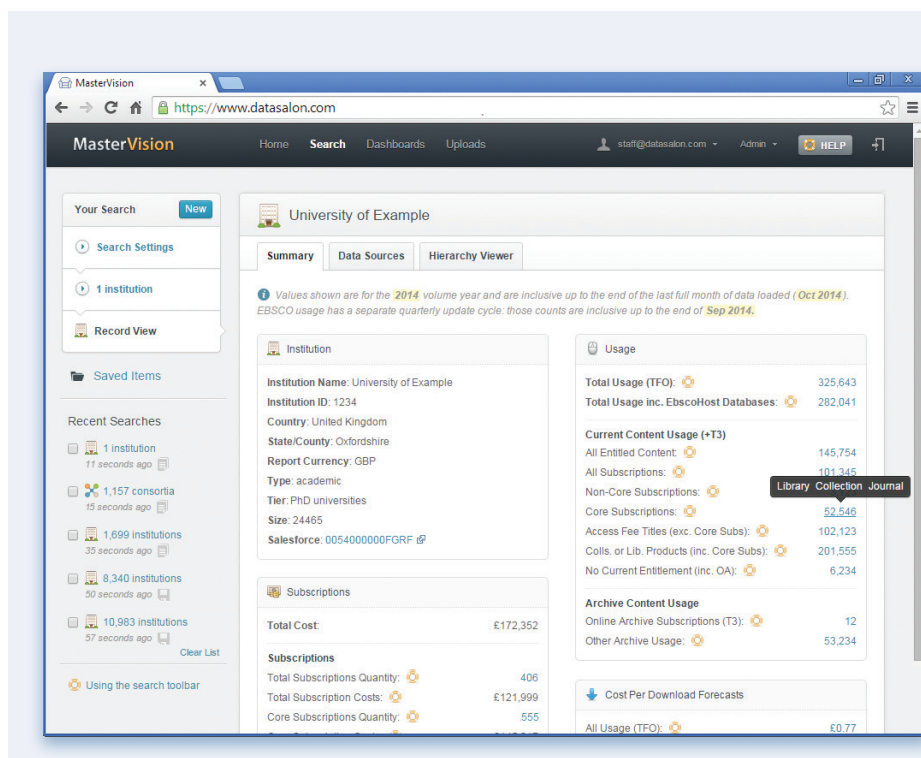 MasterVision
https://www.datasalon.com
MasterVision
Home Search Dashboards Uploads
staff@datasalon.com Admin HELP
Your Search New
Search Settings
1 institution
Record View
Saved Items
Recent Searches
1 institution
11 seconds ago
1,157 consortia
15 seconds ago
1,699 institutions
35 seconds ago
8,340 institutions
50 seconds ago
10,983 institutions
57 seconds ago
Clear List
Using the search toolbar
University of Example
Summary Data Sources Hierarchy Viewer
Values shown are for the 2014 volume year and are inclusive up to the end of the last full month of data loaded (Oct 2014).
EBSCO usage has a separate quarterly update cycle: those counts are inclusive up to the end of Sep 2014.
Institution
Institution Name: University of Example
Institution ID: 1234
Country: United Kingdom
State/County: Oxfordshire
Report Currency: GBP
Type: academic
Tier: PhD universities
Size: 24465
Salesforce: 0054000000FGRF
Subscriptions
Total Cost: £172,352
Subscriptions
Total Subscriptions Quantity: 406
Total Subscription Costs: £121,999
Core Subscriptions Quantity: 555
Usage
Total Usage (TFO): 325,643
Total Usage inc. EbscoHost Databases: 282,041
Current Content Usage (+T3)
All Entitled Content: 145,754
All Subscriptions: 101,345
Library Collection Journal
Non-Core Subscriptions:
Core Subscriptions: 52,546
Access Fee Titles (exc. Core Subs): 102,123
Colls. or Lib. Products (inc. Core Subs): 201,555
No Current Entitlement (inc. OA): 6,234
Archive Content Usage
Online Archive Subscriptions (T3): 12
Other Archive Usage: 53,234
Cost Per Download Forecasts
All Usage (TFO): £0.77